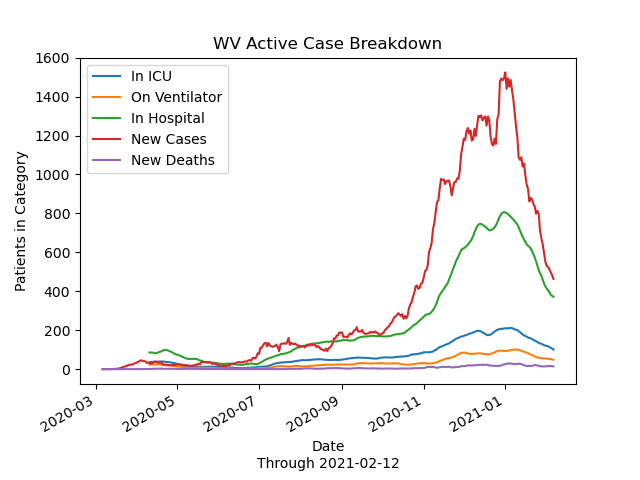 WV Active Case Breakdown
Patients in Category
1600
1400
1200
1000
800
600
400
200
0
In ICU
On Ventilator
In Hospital
New Cases
New Deaths
2020-03
2020-05
2020-07
2020-09
2020-11
2021-01
Date
Through 2021-02-12